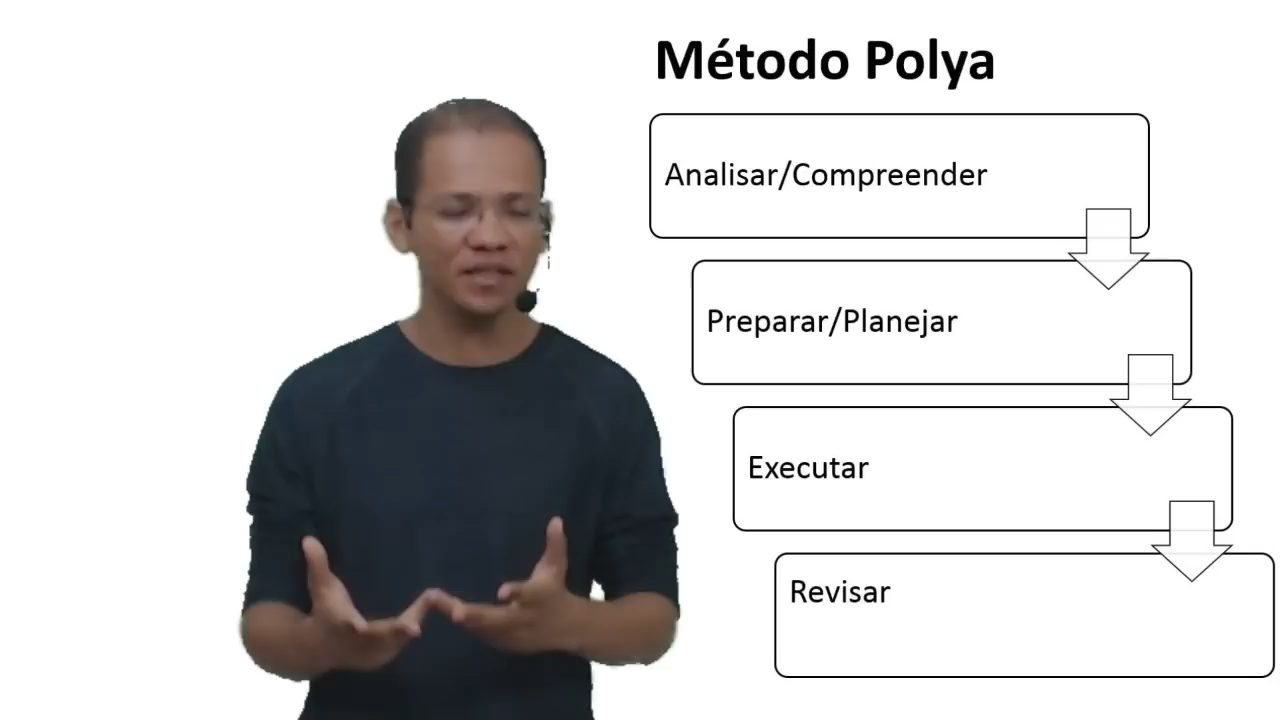 Método Polya
Analisar/Compreender
Preparar/Planejar
Executar
Revisar